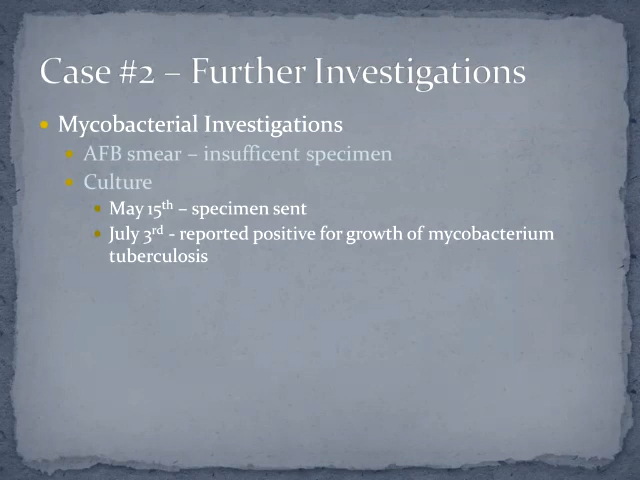 Case #2 – Further Investigations
• Mycobacterial Investigations
• AFB smear – insufficent specimen
• Culture
• May 15th – specimen sent
• July 3rd - reported positive for growth of mycobacterium
tuberculosis